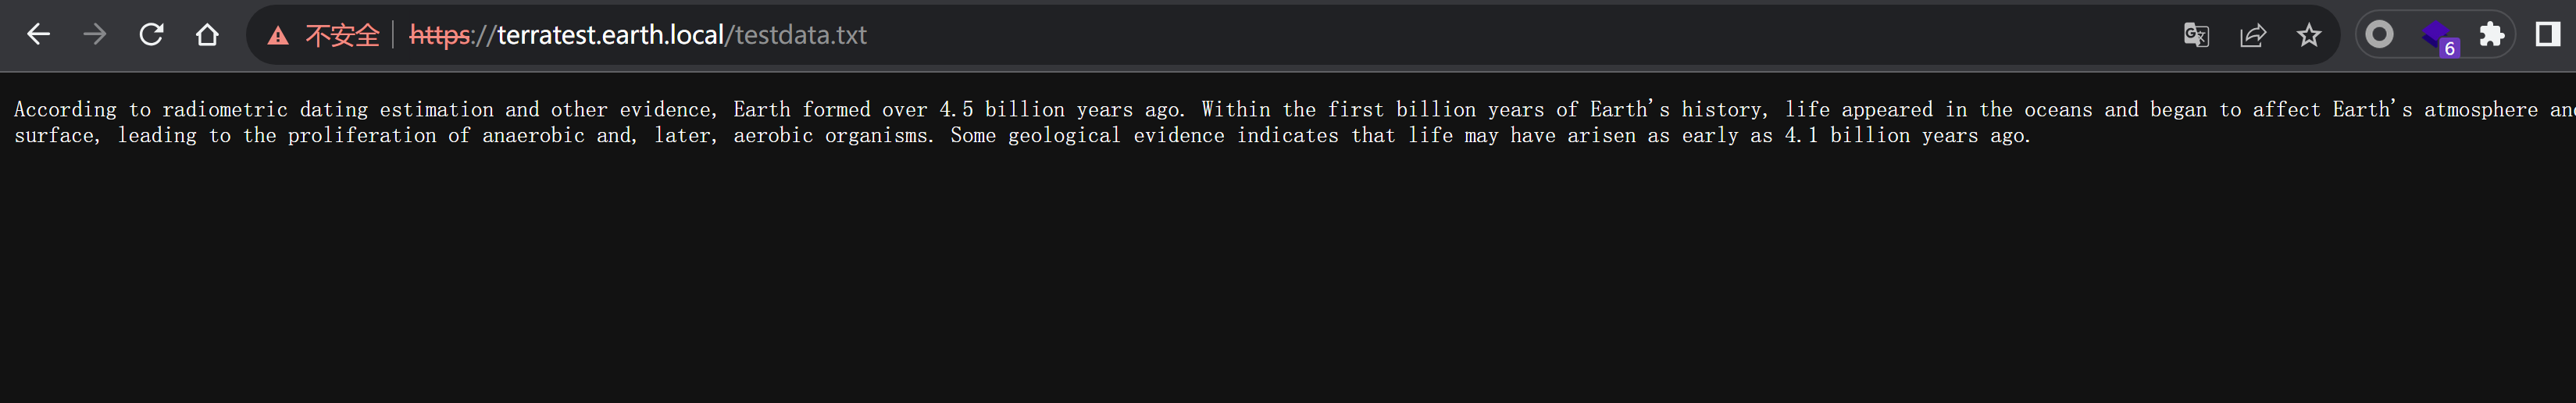 不安全 https://terratest.earth.local/testdata.txt
6
According to radiometric dating estimation and other evidence, Earth formed over 4.5 billion years ago. Within the first billion years of Earth's history, life appeared in the oceans and began to affect Earth's atmosphere and
surface, leading to the proliferation of anaerobic and, later, aerobic organisms. Some geological evidence indicates that life may have arisen as early as 4.1 billion years ago.